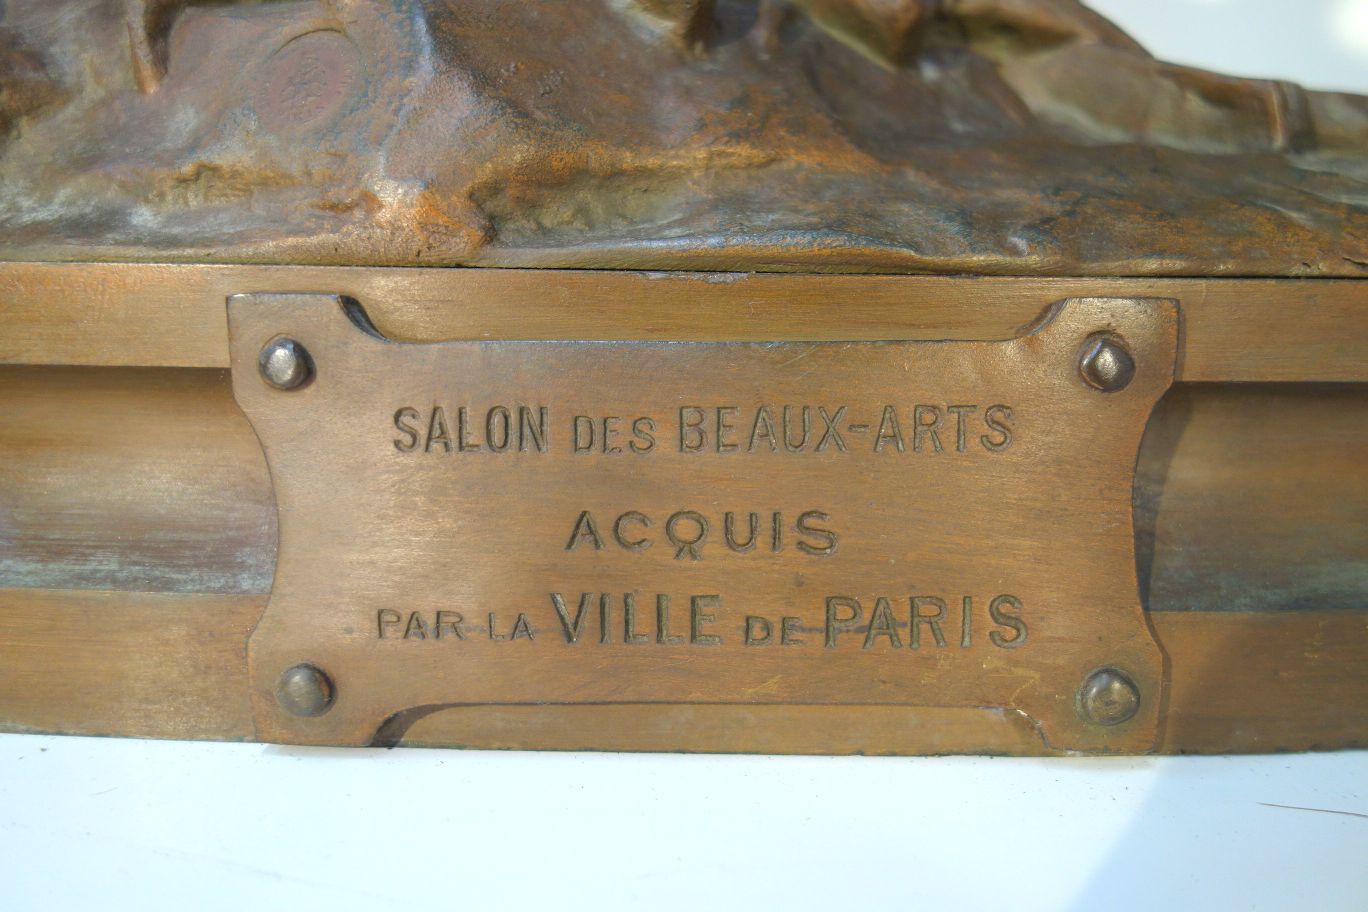 SALON DES BEAUX-ARTS
ACQUIS
PAR LA VILLE DE PARIS